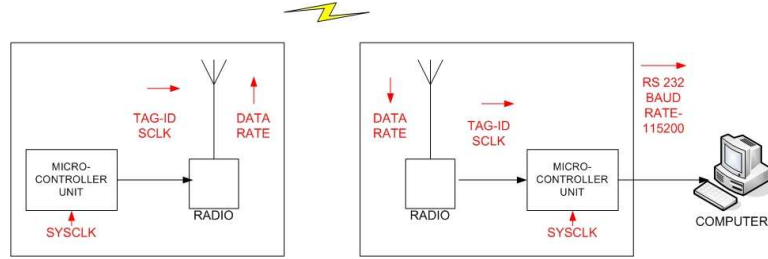 TAG-ID
SCLK
DATA
RATE
MICRO-
CONTROLLER
UNIT
RADIO
SYSCLK
DATA
RATE
TAG-ID
SCLK
RS 232
BAUD
RATE-
115200
RADIO
MICRO-
CONTROLLER
UNIT
SYSCLK
COMPUTER